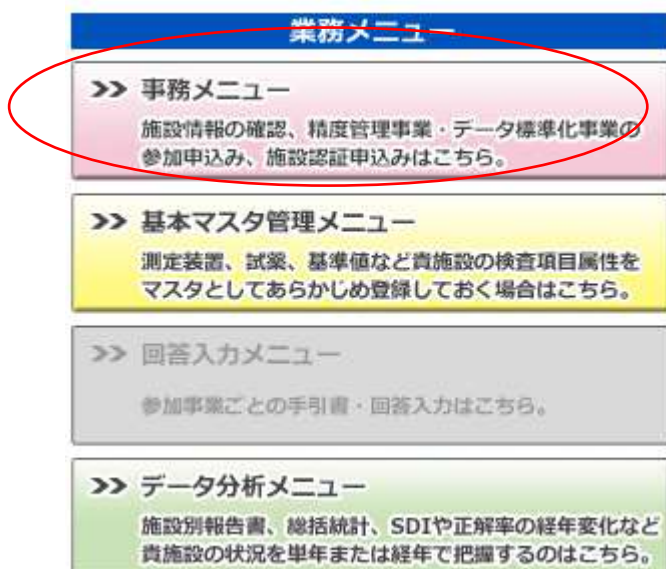 業務メニュー
>> 事務メニュー
施設情報の確認、精度管理事業・データ標準化事業の
参加申込み、施設認証申込みはこちら。
>> 基本マスタ管理メニュー
測定装置、試薬、基準値など貴施設の検査項目属性を
マスタとしてあらかじめ登録しておく場合はこちら。
>> 回答入力メニュー
参加事業ごとの手引書・回答入力はこちら。
>> データ分析メニュー
施設別報告書、総括統計、SDIや正解率の経年変化など
貴施設の状況を単年または経年で把握するのはこちら。